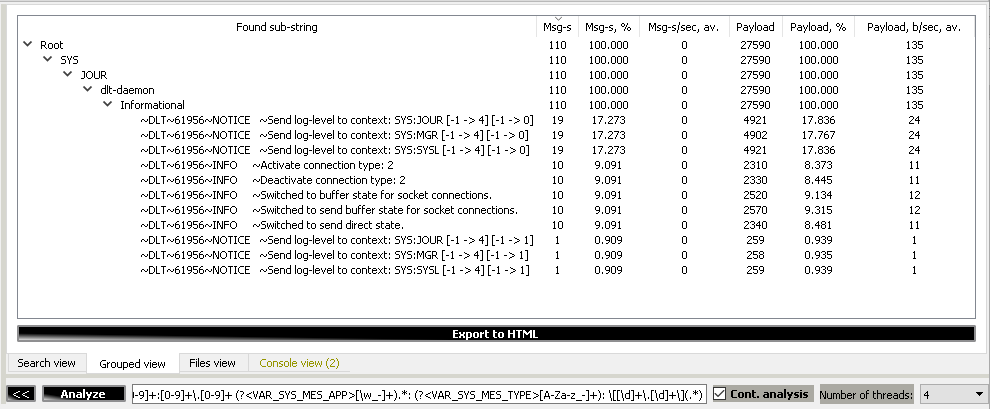 Found sub-string Msg-s Msg-s, % Msg-s/sec, av. Payload Payload, % Payload, b/sec, av.
Root 110 100.000 0 27590 100.000 135
SYS 110 100.000 0 27590 100.000 135
JOUR 110 100.000 0 27590 100.000 135
dlt-daemon 110 100.000 0 27590 100.000 135
Informational 110 100.000 0 27590 100.000 135
~DLT~61956~NOTICE ~Send log-level to context: SYS:JOUR [-1 -> 4] [-1 -> 0] 19 17.273 0 4921 17.836 24
~DLT~61956~NOTICE ~Send log-level to context: SYS:MGR [-1 -> 4] [-1 -> 0] 19 17.273 0 4902 17.767 24
~DLT~61956~NOTICE ~Send log-level to context: SYS:SYSL [-1 -> 4] [-1 -> 0] 19 17.273 0 4921 17.836 24
~DLT~61956~INFO ~Activate connection type: 2 10 9.091 0 2310 8.373 11
~DLT~61956~INFO ~Deactivate connection type: 2 10 9.091 0 2330 8.445 11
~DLT~61956~INFO ~Switched to buffer state for socket connections. 10 9.091 0 2520 9.134 12
~DLT~61956~INFO ~Switched to send buffer state for socket connections. 10 9.091 0 2570 9.315 12
~DLT~61956~INFO ~Switched to send direct state. 10 9.091 0 2340 8.481 11
~DLT~61956~NOTICE ~Send log-level to context: SYS:JOUR [-1 -> 4] [-1 -> 1] 1 0.909 0 259 0.939 1
~DLT~61956~NOTICE ~Send log-level to context: SYS:MGR [-1 -> 4] [-1 -> 1] 1 0.909 0 258 0.935 1
~DLT~61956~NOTICE ~Send log-level to context: SYS:SYSL [-1 -> 4] [-1 -> 1] 1 0.909 0 259 0.939 1
Export to HTML
Search view Grouped view Files view Console view (2)
<< Analyze )-9]+:[0-9]+\.[0-9]+ (?<VAR_SYS_MES_APP>[\w_-]+).*: (?<VAR_SYS_MES_TYPE>[A-Za-z_-]+): \[[\d]+\.[\d]+\](.*) Cont. analysis Number of threads: 4